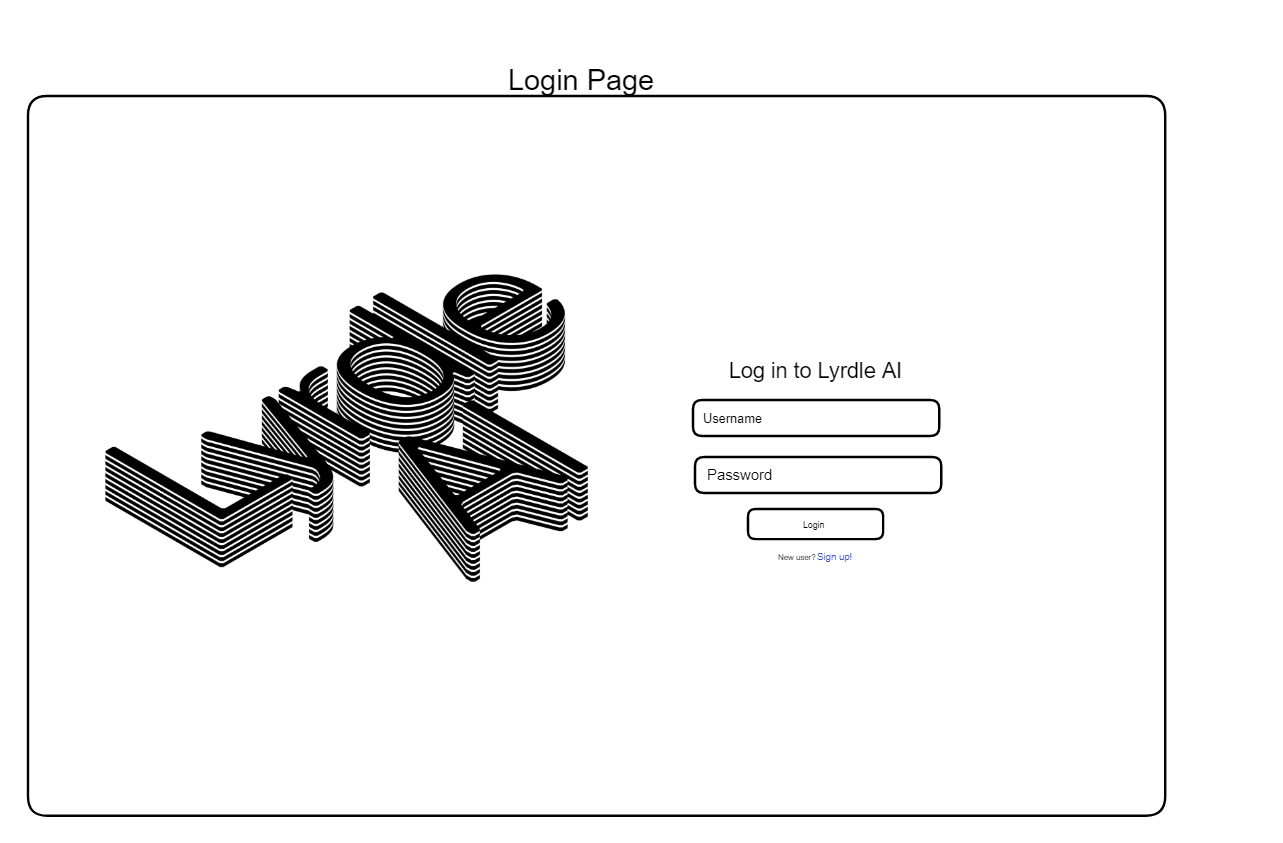 Login Page
Lyrdle
AI
Log in to Lyrdle AI
Username
Password
Login
New user? Sign up!